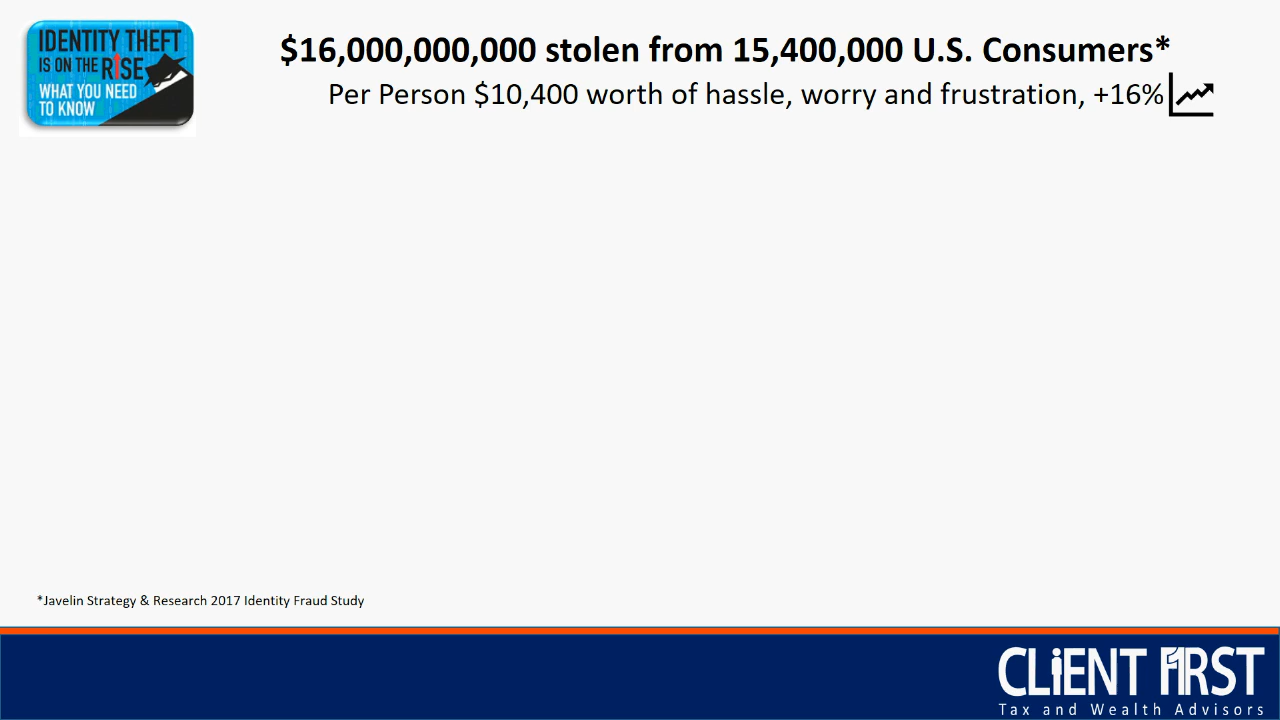 IDENTITY THEFT
IS ON THE RISE
WHAT YOU NEED
TO KNOW
$16,000,000,000 stolen from 15,400,000 U.S. Consumers*
Per Person $10,400 worth of hassle, worry and frustration, +16%
*Javelin Strategy & Research 2017 Identity Fraud Study
CLiENT F1RST
Tax and Wealth Advisors